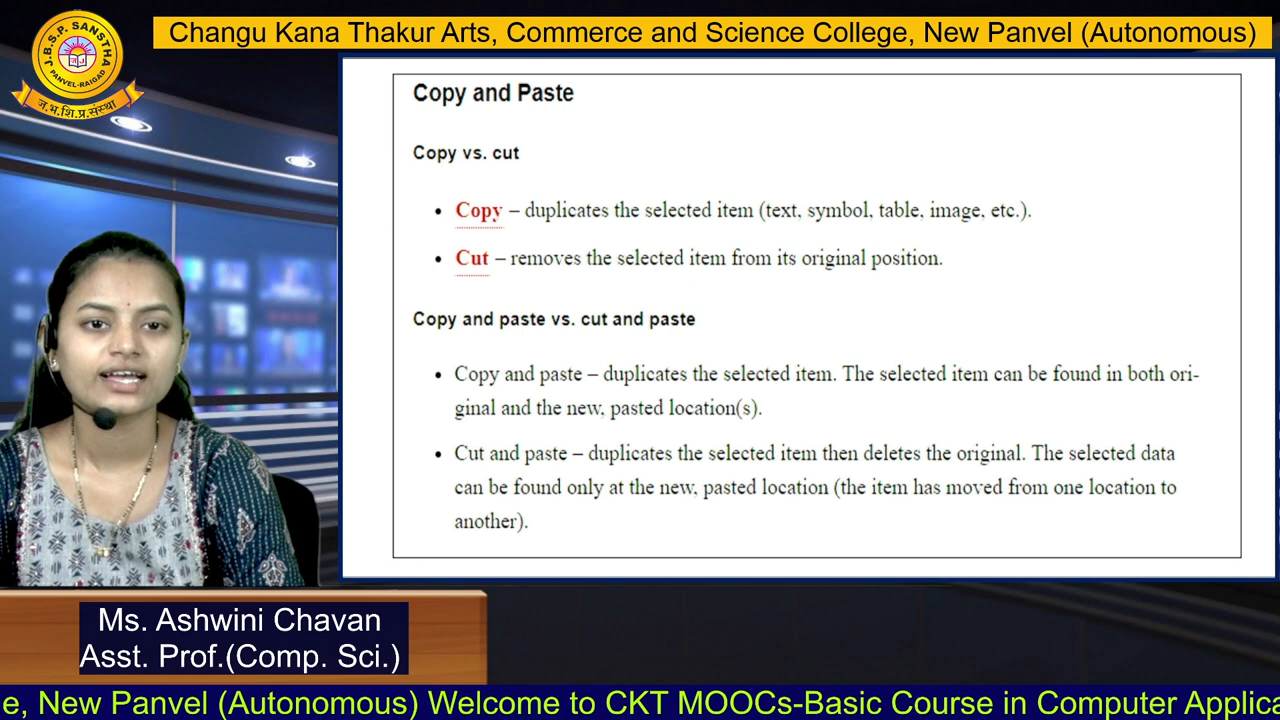 Changu Kana Thakur Arts, Commerce and Science College, New Panvel (Autonomous)
J.B.S.P. SANSTHA
PANVEL-RAIGAD
ज.भ.शि.प्र.संस्था
Copy and Paste
Copy vs. cut
• Copy – duplicates the selected item (text, symbol, table, image, etc.).
• Cut – removes the selected item from its original position.
Copy and paste vs. cut and paste
• Copy and paste – duplicates the selected item. The selected item can be found in both ori-
ginal and the new, pasted location(s).
• Cut and paste – duplicates the selected item then deletes the original. The selected data
can be found only at the new, pasted location (the item has moved from one location to
another).
Ms. Ashwini Chavan
Asst. Prof.(Comp. Sci.)
e, New Panvel (Autonomous) Welcome to CKT MOOCs-Basic Course in Computer Applica